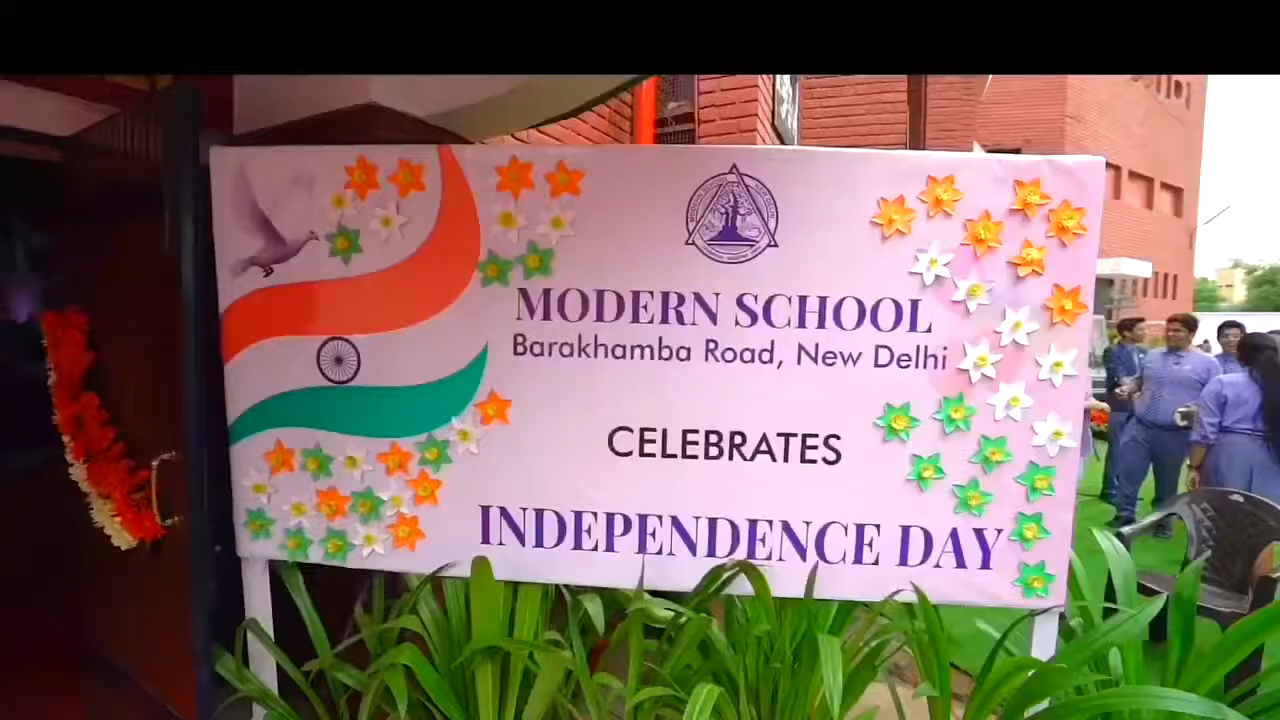 MODERN SCHOOL
Barakhamba Road, New Delhi
CELEBRATES
INDEPENDENCE DAY